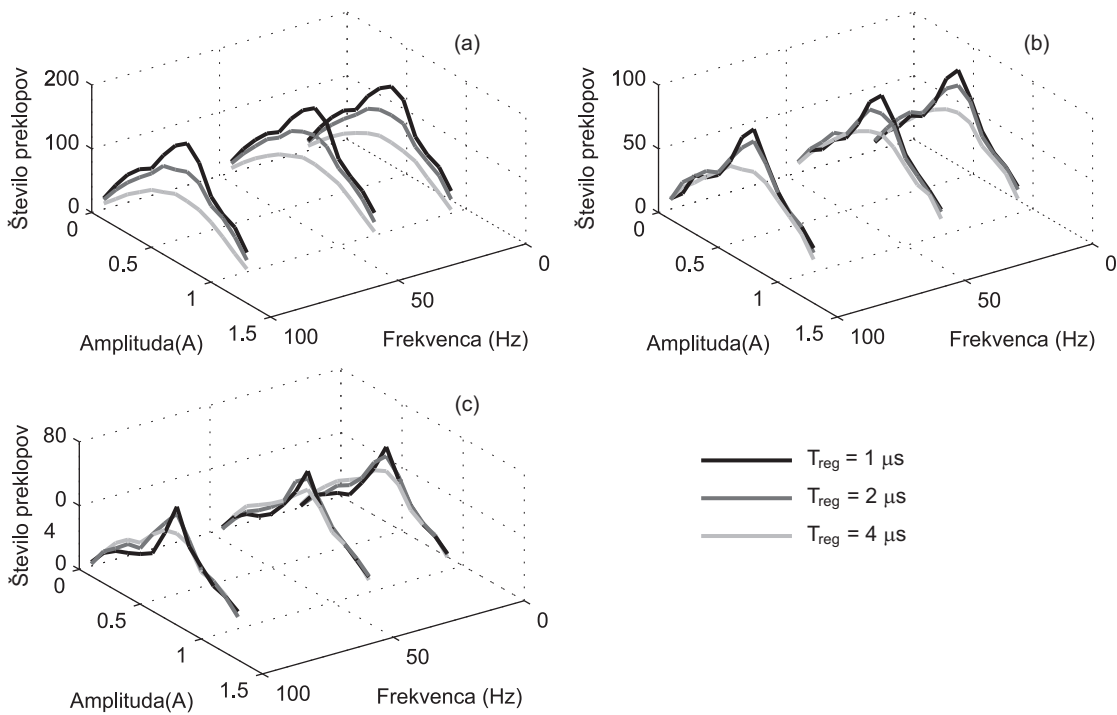 (a)
200
100
0
Število preklopov
0
0.5
1
1.5
Amplituda(A)
100
50
0
Frekvenca (Hz)
(b)
100
50
0
Število preklopov
0
0.5
1
1.5
Amplituda(A)
100
50
0
Frekvenca (Hz)
(c)
80
0
4
0
Število preklopov
0
0.5
1
1.5
Amplituda(A)
100
50
0
Frekvenca (Hz)
Treg = 1 μs
Treg = 2 μs
Treg = 4 μs